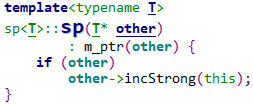 template<typename T>
sp<T>::sp(T* other)
        : m_ptr(other) {
    if (other)
        other->incStrong(this);
}